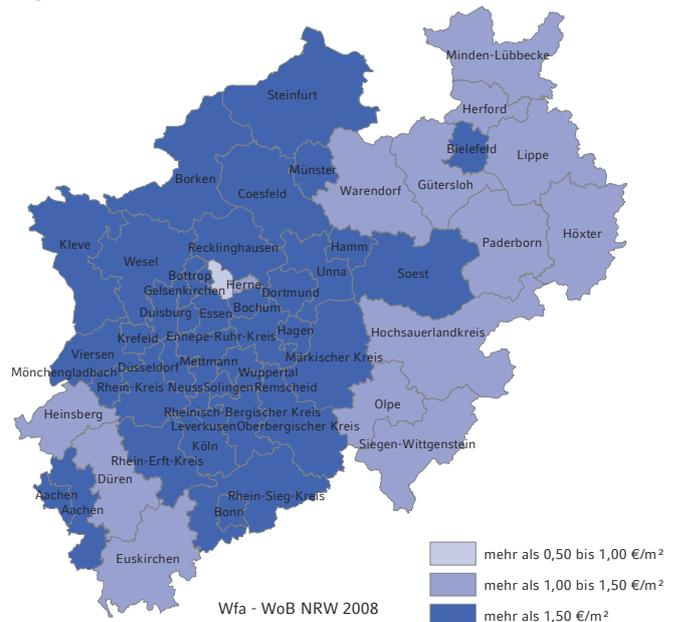 Minden-Lübbecke
Steinfurt
Herford
Bielefeld
Lippe
Münster
Borken
Gütersloh
Warendorf
Coesfeld
Höxter
Paderborn
Kleve
Recklinghausen
Hamm
Wesel
Unna
Soest
Bottrop
Herne
Gelsenkirchen
Dortmund
Bochum
Duisburg
Essen
Hagen
Hochsauerlandkreis
Krefeld
Ennepe-Ruhr-Kreis
Viersen
Märkischer Kreis
Mettmann
Düsseldorf
Mönchengladbach
Wuppertal
Rhein-Kreis Neuss
Solingen
Remscheid
Olpe
Heinsberg
Rheinisch-Bergischer Kreis
Leverkusen
Oberbergischer Kreis
Siegen-Wittgenstein
Köln
Rhein-Erft-Kreis
Düren
Aachen
Rhein-Sieg-Kreis
Aachen
Bonn
Euskirchen
mehr als 0,50 bis 1,00 €/m²
mehr als 1,00 bis 1,50 €/m²
mehr als 1,50 €/m²
Wfa - WoB NRW 2008